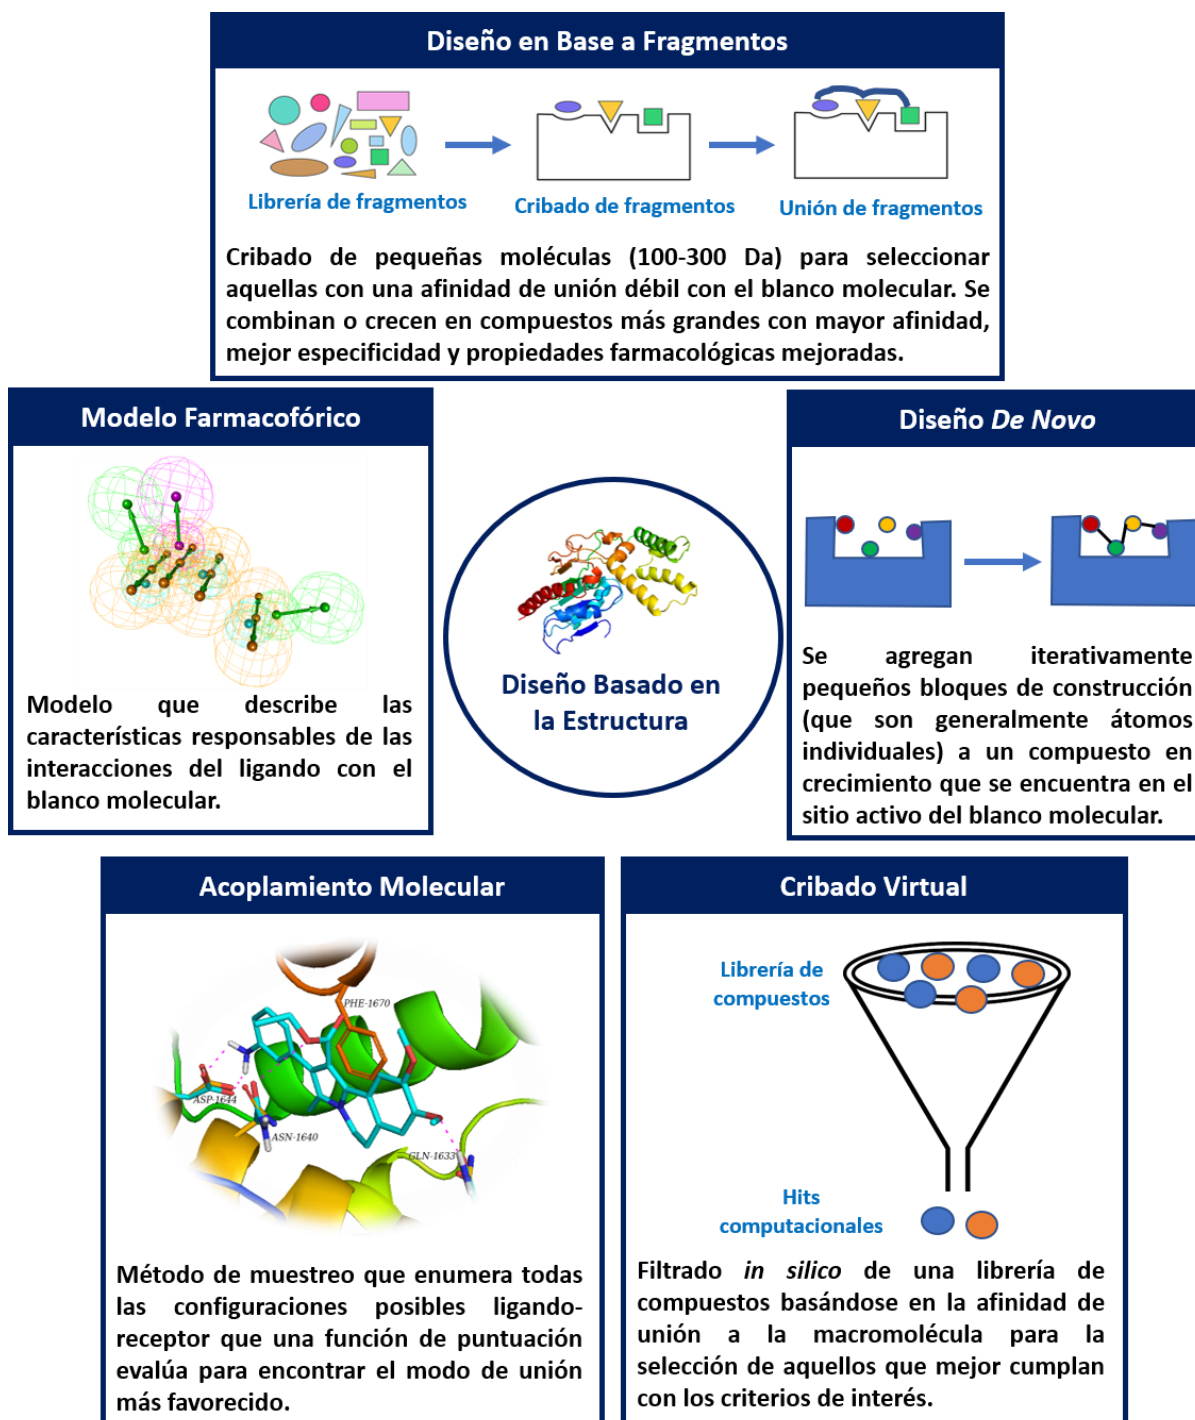 Diseño en Base a Fragmentos
Librería de fragmentos
Cribado de fragmentos
Unión de fragmentos
Cribado de pequeñas moléculas (100-300 Da) para seleccionar
aquellas con una afinidad de unión débil con el blanco molecular. Se
combinan o crecen en compuestos más grandes con mayor afinidad,
mejor especificidad y propiedades farmacológicas mejoradas.
Modelo Farmacofórico
Modelo que describe las
características responsables de las
interacciones del ligando con el
blanco molecular.
Diseño Basado en
la Estructura
Diseño De Novo
Se agregan iterativamente
pequeños bloques de construcción
(que son generalmente átomos
individuales) a un compuesto en
crecimiento que se encuentra en el
sitio activo del blanco molecular.
Acoplamiento Molecular
PHE-1670
ASP-1644
ASN-1640
GLN-1633
Método de muestreo que enumera todas
las configuraciones posibles ligando-
receptor que una función de puntuación
evalúa para encontrar el modo de unión
más favorecido.
Cribado Virtual
Librería de
compuestos
Hits
computacionales
Filtrado in silico de una librería de
compuestos basándose en la afinidad de
unión a la macromolécula para la
selección de aquellos que mejor cumplan
con los criterios de interés.